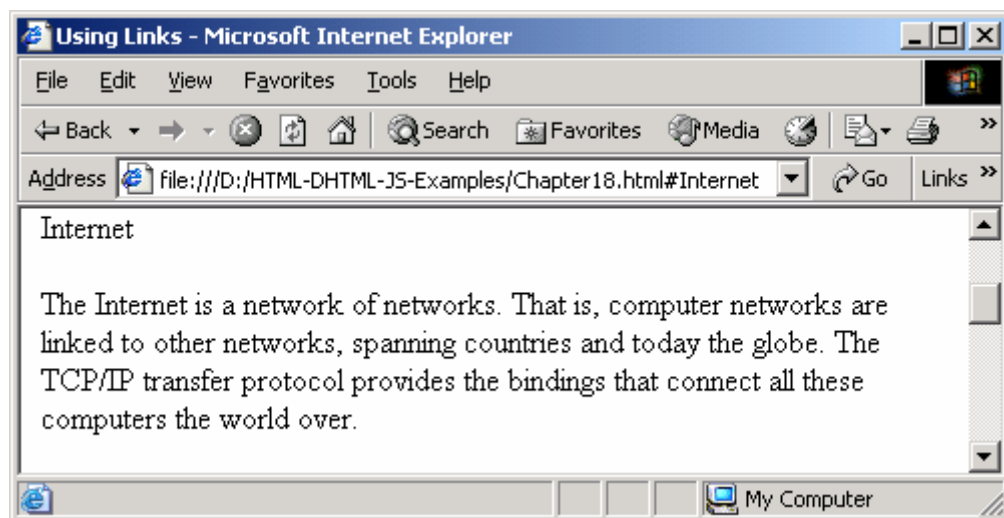 Using Links - Microsoft Internet Explorer
File Edit View Favorites Tools Help
Back Search Favorites Media »
Address file:///D:/HTML-DHTML-JS-Examples/Chapter18.html#Internet Go Links »
Internet
The Internet is a network of networks. That is, computer networks are
linked to other networks, spanning countries and today the globe. The
TCP/IP transfer protocol provides the bindings that connect all these
computers the world over.
My Computer